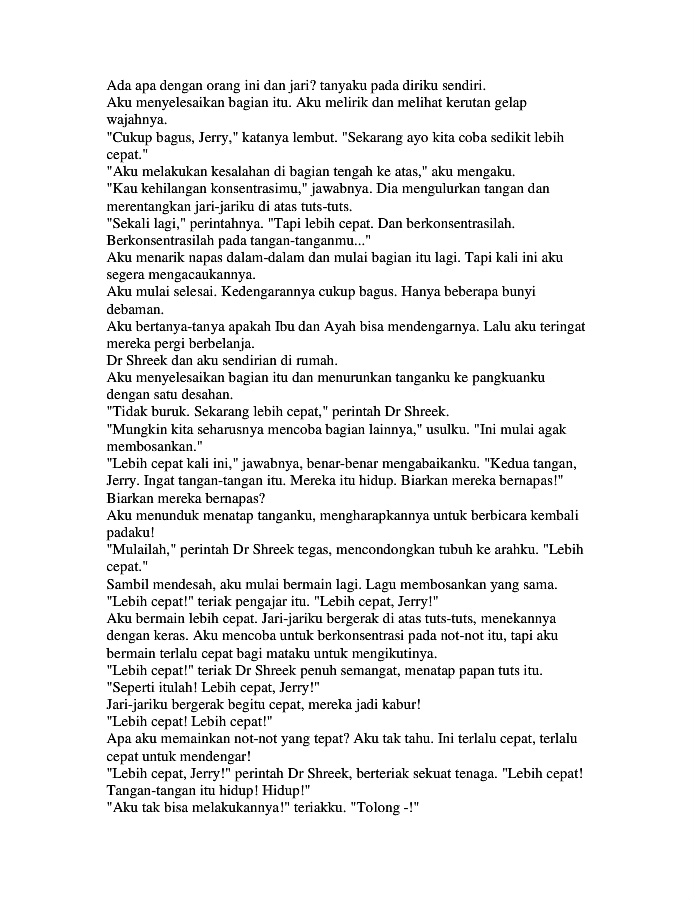 Ada apa dengan orang ini dan jari? tanyaku pada diriku sendiri.
Aku menyelesaikan bagian itu. Aku melirik dan melihat kerutan gelap
wajahnya.
"Cukup bagus, Jerry," katanya lembut. "Sekarang ayo kita coba sedikit lebih
cepat."
"Aku melakukan kesalahan di bagian tengah ke atas," aku mengaku.
"Kau kehilangan konsentrasimu," jawabnya. Dia mengulurkan tangan dan
merentangkan jari-jariku di atas tuts-tuts.
"Sekali lagi," perintahnya. "Tapi lebih cepat. Dan berkonsentrasilah.
Berkonsentrasilah pada tangan-tanganmu..."
Aku menarik napas dalam-dalam dan mulai bagian itu lagi. Tapi kali ini aku
segera mengacaukannya.
Aku mulai selesai. Kedengarannya cukup bagus. Hanya beberapa bunyi
debaman.
Aku bertanya-tanya apakah Ibu dan Ayah bisa mendengarnya. Lalu aku teringat
mereka pergi berbelanja.
Dr Shreek dan aku sendirian di rumah.
Aku menyelesaikan bagian itu dan menurunkan tanganku ke pangkuanku
dengan satu desahan.
"Tidak buruk. Sekarang lebih cepat," perintah Dr Shreek.
"Mungkin kita seharusnya mencoba bagian lainnya," usulku. "Ini mulai agak
membosankan."
"Lebih cepat kali ini," jawabnya, benar-benar mengabaikanku. "Kedua tangan,
Jerry. Ingat tangan-tangan itu. Mereka itu hidup. Biarkan mereka bernapas!"
Biarkan mereka bernapas?
Aku menunduk menatap tanganku, mengharapkannya untuk berbicara kembali
padaku!
"Mulailah," perintah Dr Shreek tegas, mencondongkan tubuh ke arahku. "Lebih
cepat."
Sambil mendesah, aku mulai bermain lagi. Lagu membosankan yang sama.
"Lebih cepat!" teriak pengajar itu. "Lebih cepat, Jerry!"
Aku bermain lebih cepat. Jari-jariku bergerak di atas tuts-tuts, menekannya
dengan keras. Aku mencoba untuk berkonsentrasi pada not-not itu, tapi aku
bermain terlalu cepat bagi mataku untuk mengikutinya.
"Lebih cepat!" teriak Dr Shreek penuh semangat, menatap papan tuts itu.
"Seperti itulah! Lebih cepat, Jerry!"
Jari-jariku bergerak begitu cepat, mereka jadi kabur!
"Lebih cepat! Lebih cepat!"
Apa aku memainkan not-not yang tepat? Aku tak tahu. Ini terlalu cepat, terlalu
cepat untuk mendengar!
"Lebih cepat, Jerry!" perintah Dr Shreek, berteriak sekuat tenaga. "Lebih cepat!
Tangan-tangan itu hidup! Hidup!"
"Aku tak bisa melakukannya!" teriakku. "Tolong -!"